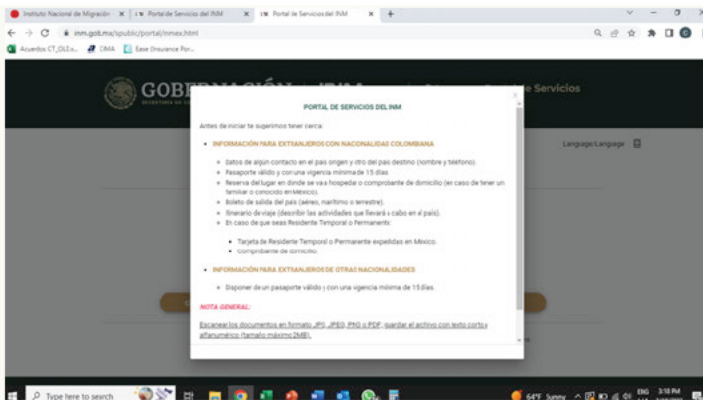 Instituto Nacional de Migración
Portal de Servicios del INM
Portal de Servicios del INM
inm.gob.mx/spublic/portal/inmex.html
Acuerdos CT_OLEo...
DMA
Ease (Insurance Por...
Servicios
Language/Language
PORTAL DE SERVICIOS DEL INM
Antes de iniciar te sugerimos tener cerca:
INFORMACIÓN PARA EXTRANJEROS CON NACIONALIDAD COLOMBIANA
Datos de algún contacto en el país origen y otro del país destino (nombre y teléfono).
Pasaporte válido y con una vigencia mínima de 15 días
Reserva del lugar en donde se va a hospedar o comprobante de domicilio (en caso de tener un
familiar o conocido en México).
Boleto de salida del país (aéreo, marítimo o terrestre).
Itinerario de viaje (describir las actividades que llevará a cabo en el país).
En caso de que seas Residente Temporal o Permanente:
Tarjeta de Residente Temporal o Permanente expedidas en México.
Comprobante de domicilio.
INFORMACIÓN PARA EXTRANJEROS DE OTRAS NACIONALIDADES
Disponer de un pasaporte válido y con una vigencia mínima de 15 días.
NOTA GENERAL:
Escanear los documentos en formato JPG, JPEG, PNG o PDF, guardar el archivo con texto corto y
alfanumérico (tamaño máximo 2MB).
Type here to search
64°F Sunny
ENG
3:18 PM